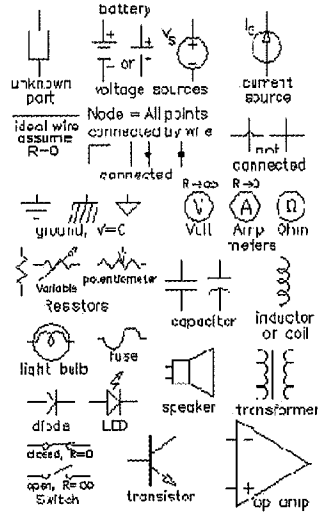 battery
+ + Vs + Is
- or -
unknown part
voltage sources
current source
ideal wire assume R=0
Node = All points connected by wire
connected
not connected
ground, V=0
R→∞ R→0
V A Ω
Volt Amp Ohm
meters
Variable
potentiometer
Resistors
capacitor
inductor or coil
light bulb
fuse
speaker
transformer
diode
LED
closed, R=0
open, R=∞
Switch
transistor
-
+
op amp